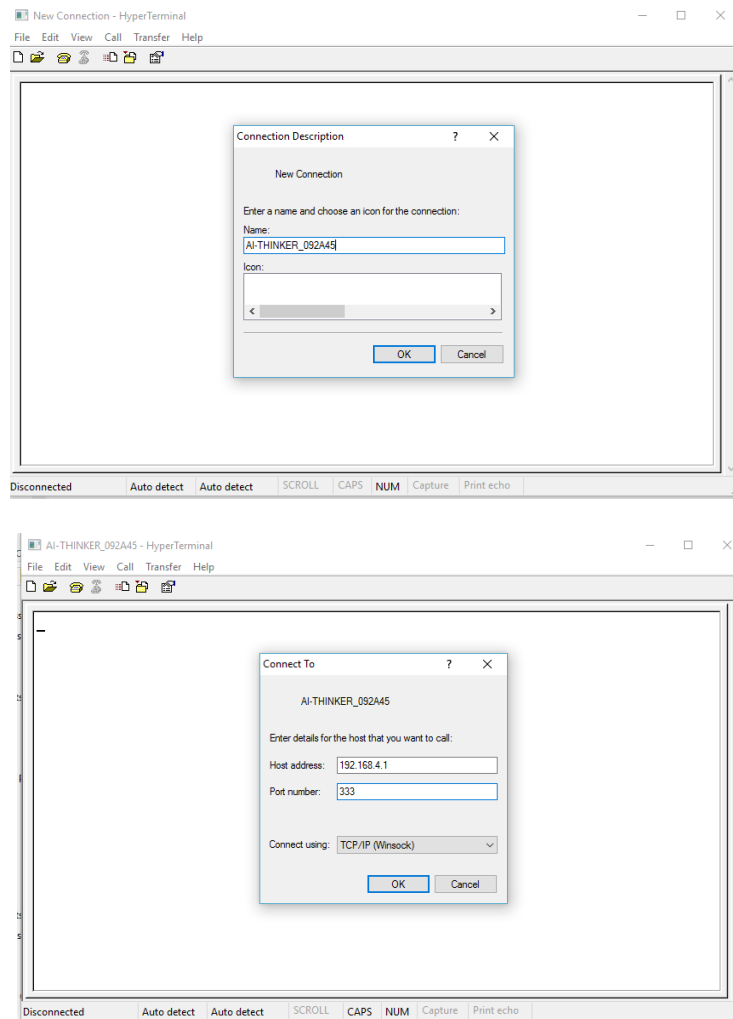 New Connection - HyperTerminal
File Edit View Call Transfer Help
Connection Description ?
New Connection
Enter a name and choose an icon for the connection:
Name:
AI-THINKER_092A45
Icon:
OK Cancel
Disconnected Auto detect Auto detect SCROLL CAPS NUM Capture Print echo
AI-THINKER_092A45 - HyperTerminal
File Edit View Call Transfer Help
Connect To ?
AI-THINKER_092A45
Enter details for the host that you want to call:
Host address: 192.168.4.1
Port number: 333
Connect using: TCP/IP (Winsock)
OK Cancel
Disconnected Auto detect Auto detect SCROLL CAPS NUM Capture Print echo